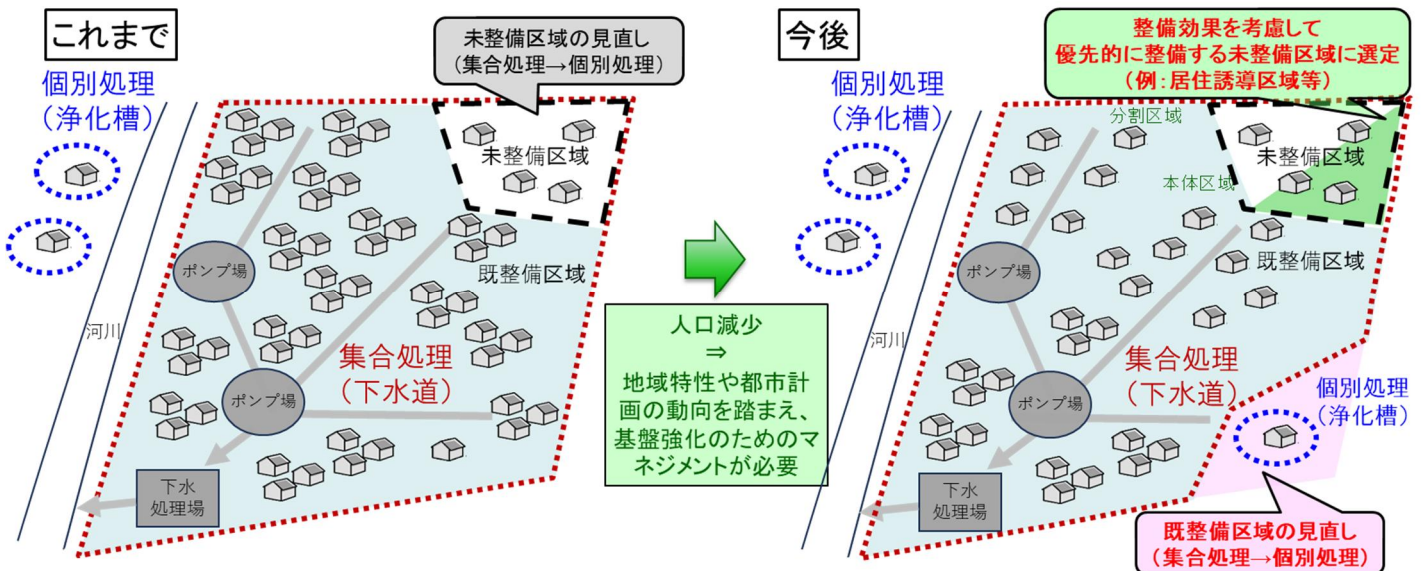 これまで
未整備区域の見直し
（集合処理→個別処理）
個別処理
（浄化槽）
未整備区域
既整備区域
ポンプ場
河川
集合処理
（下水道）
ポンプ場
下水
処理場
人口減少
⇒
地域特性や都市計
画の動向を踏まえ、
基盤強化のためのマ
ネジメントが必要
今後
整備効果を考慮して
優先的に整備する未整備区域に選定
（例：居住誘導区域等）
個別処理
（浄化槽）
分割区域
未整備区域
本体区域
既整備区域
ポンプ場
河川
集合処理
（下水道）
ポンプ場
個別処理
（浄化槽）
下水
処理場
既整備区域の見直し
（集合処理→個別処理）